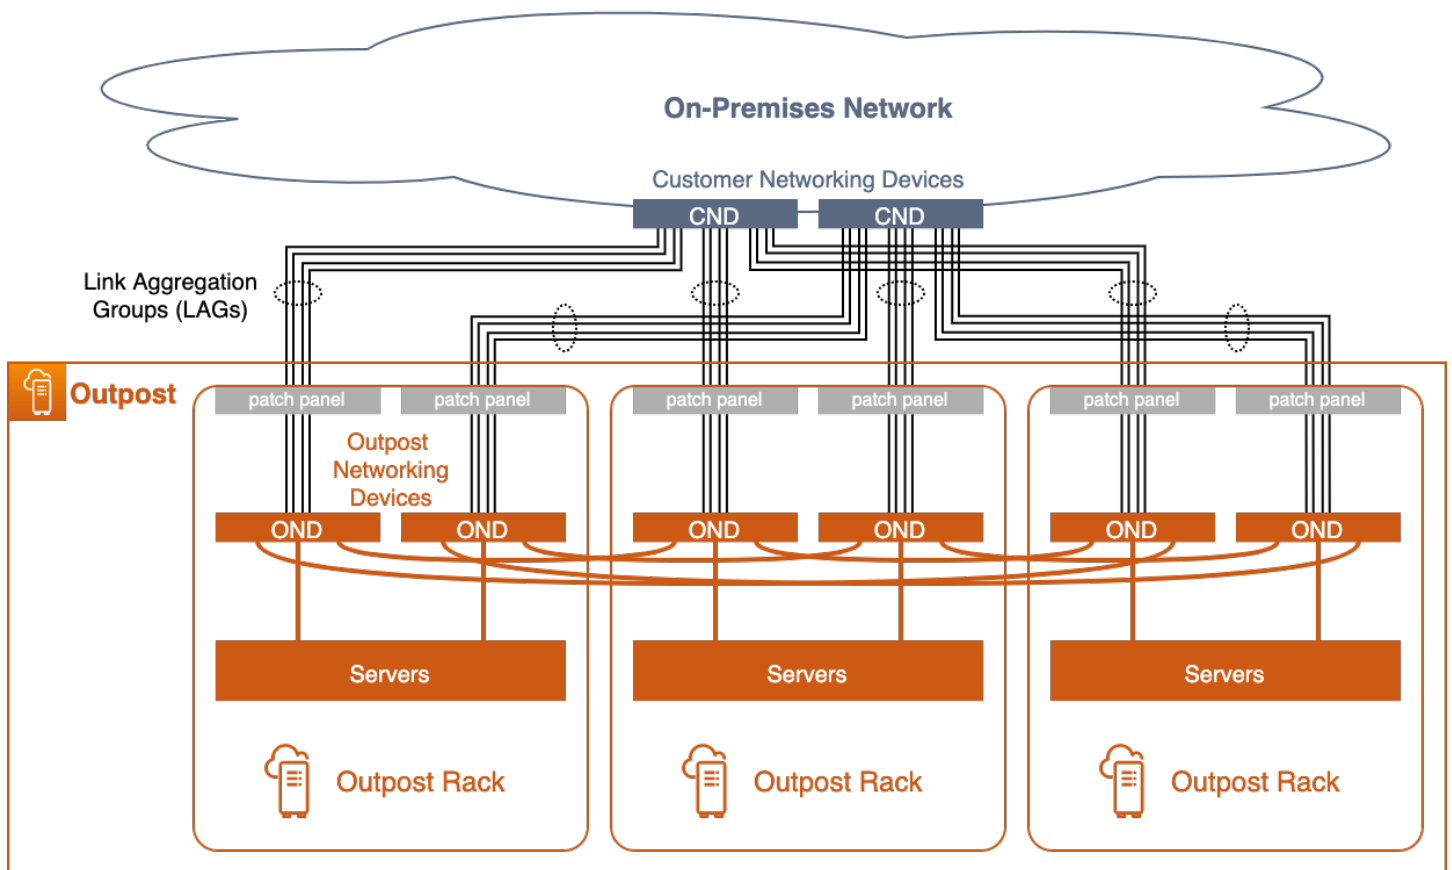 On-Premises Network
Customer Networking Devices
CND
CND
Link Aggregation
Groups (LAGs)
Outpost
patch panel
patch panel
patch panel
patch panel
patch panel
patch panel
Outpost
Networking
Devices
OND
OND
OND
OND
OND
OND
Servers
Servers
Servers
Outpost Rack
Outpost Rack
Outpost Rack